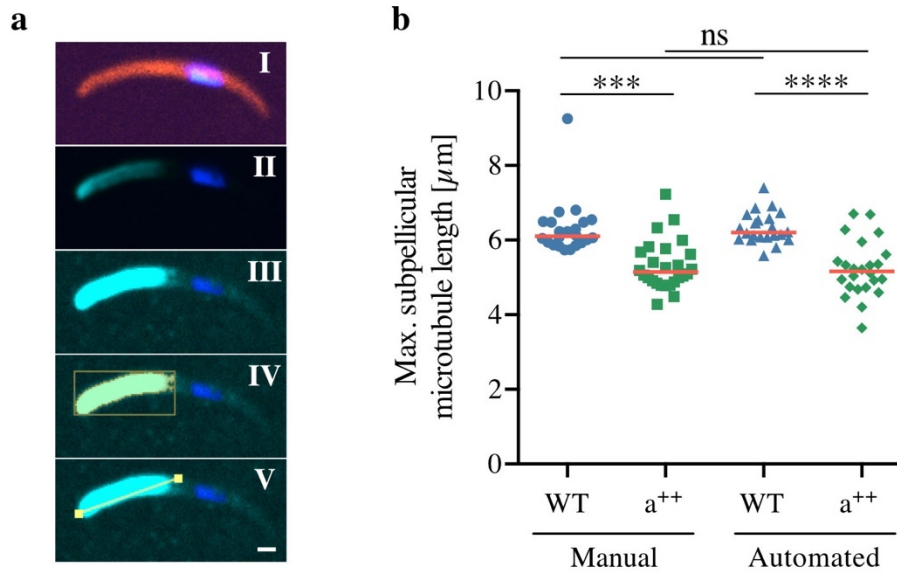 a
I
II
III
IV
V
b
ns
***
****
Max. subpellicular
microtubule length [µm]
10
8
6
4
2
0
WT
a++
WT
a++
Manual
Automated